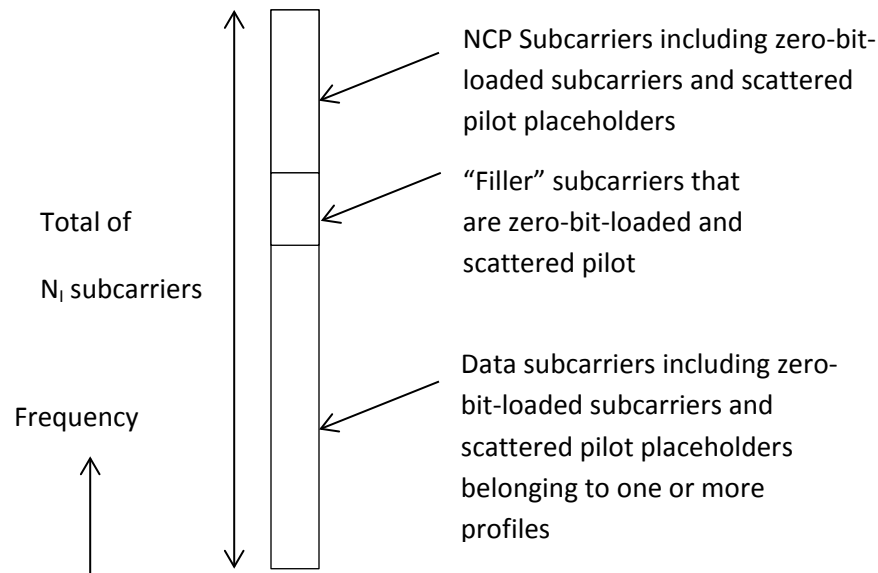 NCP Subcarriers including zero-bit-
loaded subcarriers and scattered
pilot placeholders
“Filler” subcarriers that
are zero-bit-loaded and
scattered pilot
Total of
NI subcarriers
Data subcarriers including zero-
bit-loaded subcarriers and
scattered pilot placeholders
belonging to one or more
profiles
Frequency